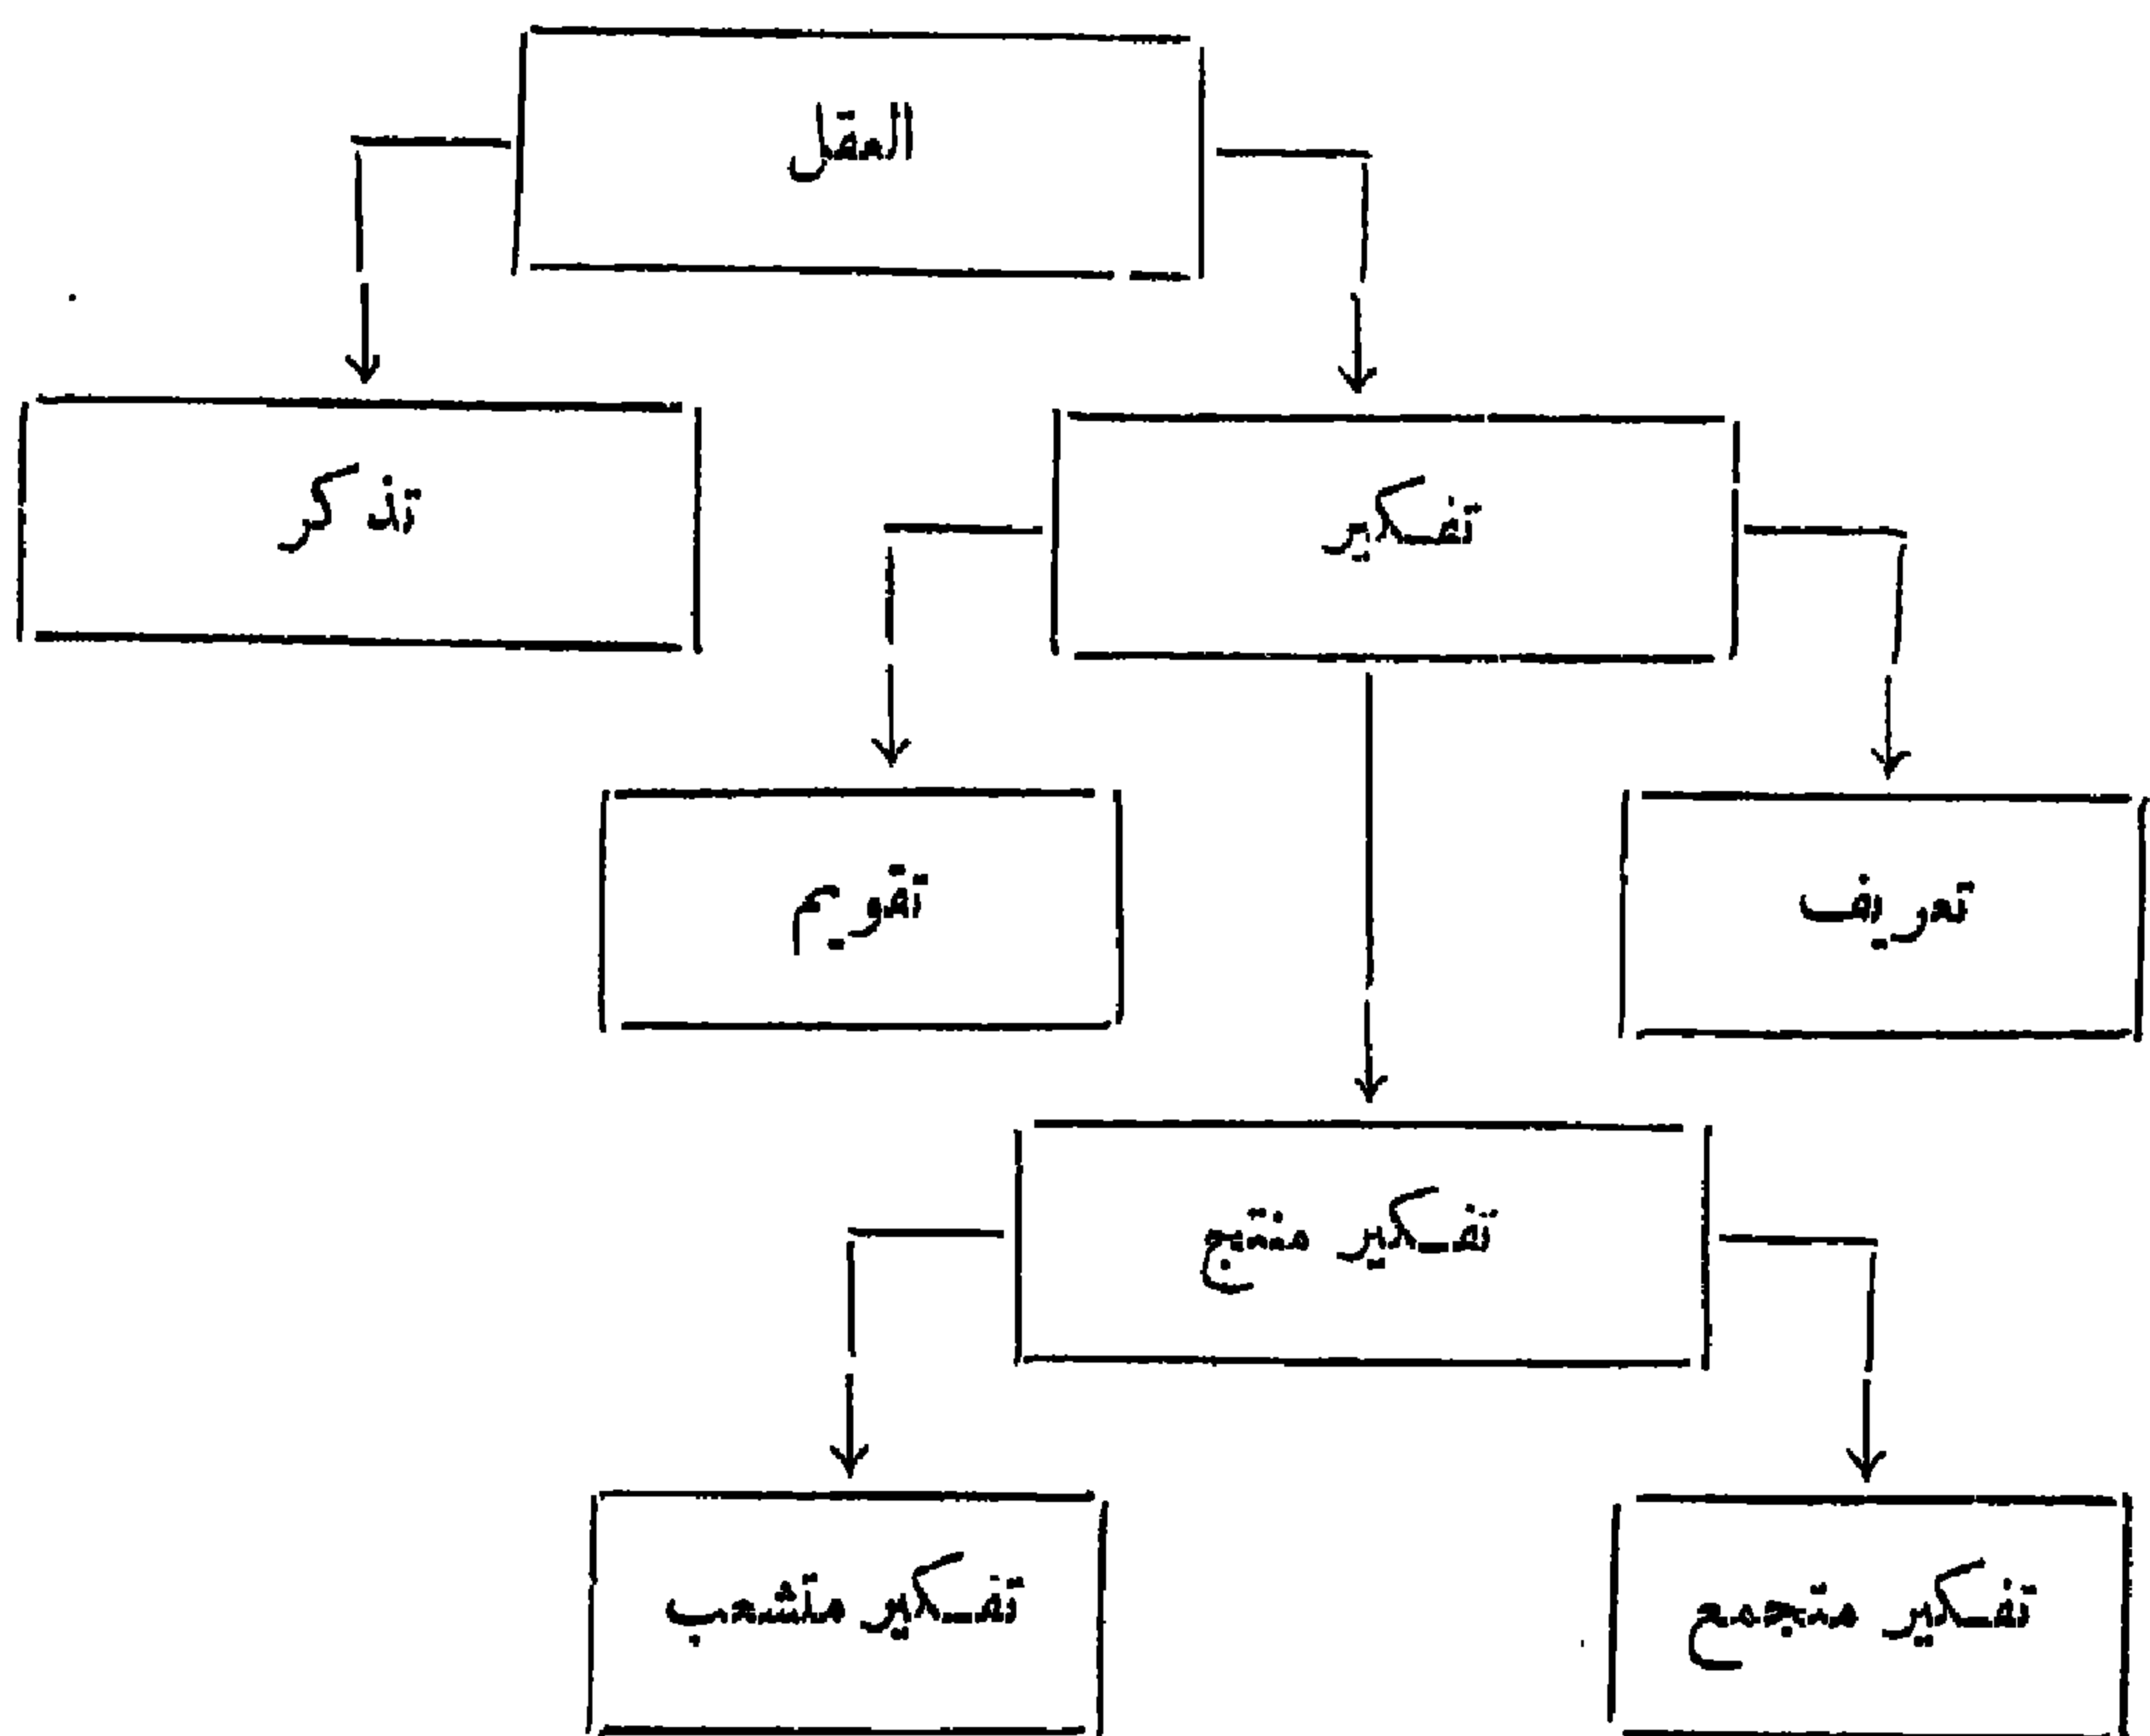 العقل
تفكير
تذكر
تعريف
تقويم
تفكير منتج
تفكير متجمع
تفكير متشعب